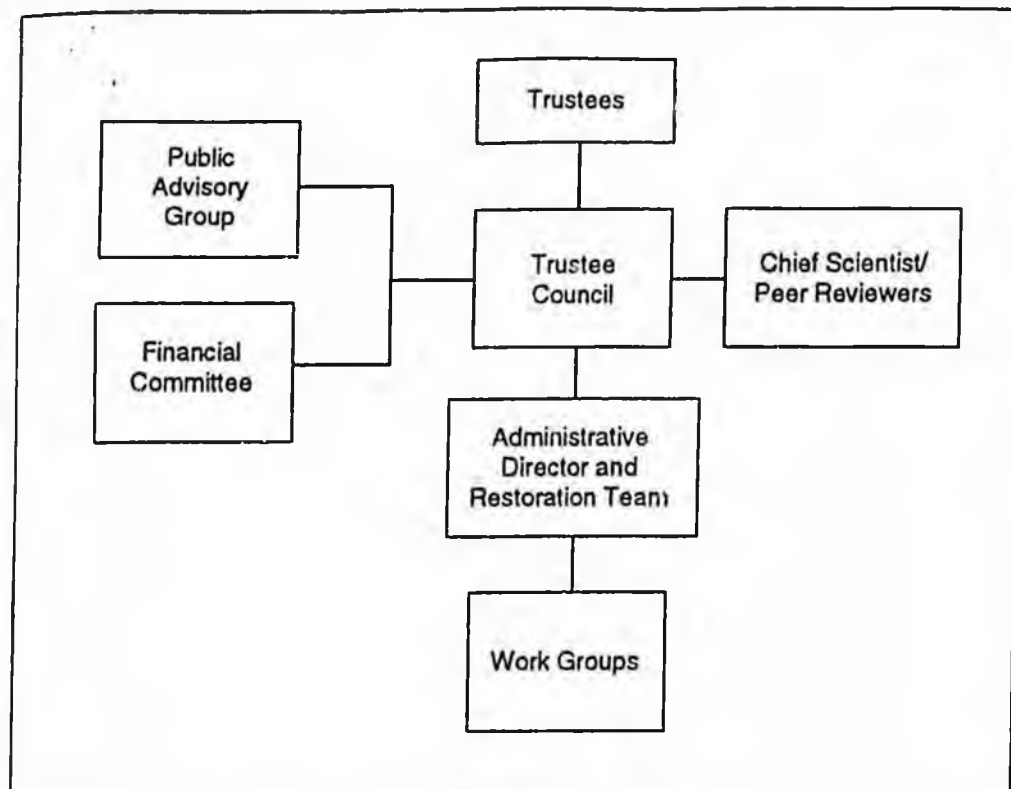 Trustees
Public
Advisory
Group
Trustee
Council
Chief Scientist/
Peer Reviewers
Financial
Committee
Administrative
Director and
Restoration Team
Work Groups